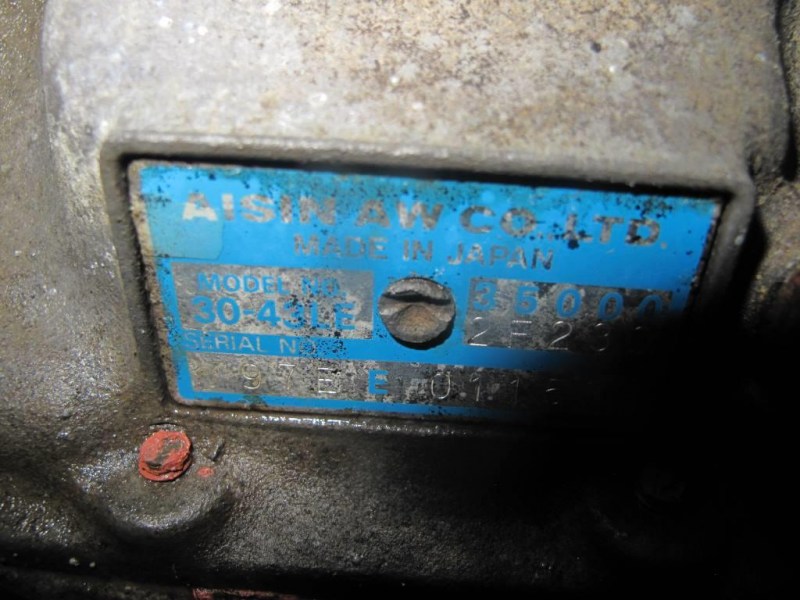 AISIN AW CO., LTD.
MADE IN JAPAN
MODEL NO.
30-43LE
35000
SERIAL NO.